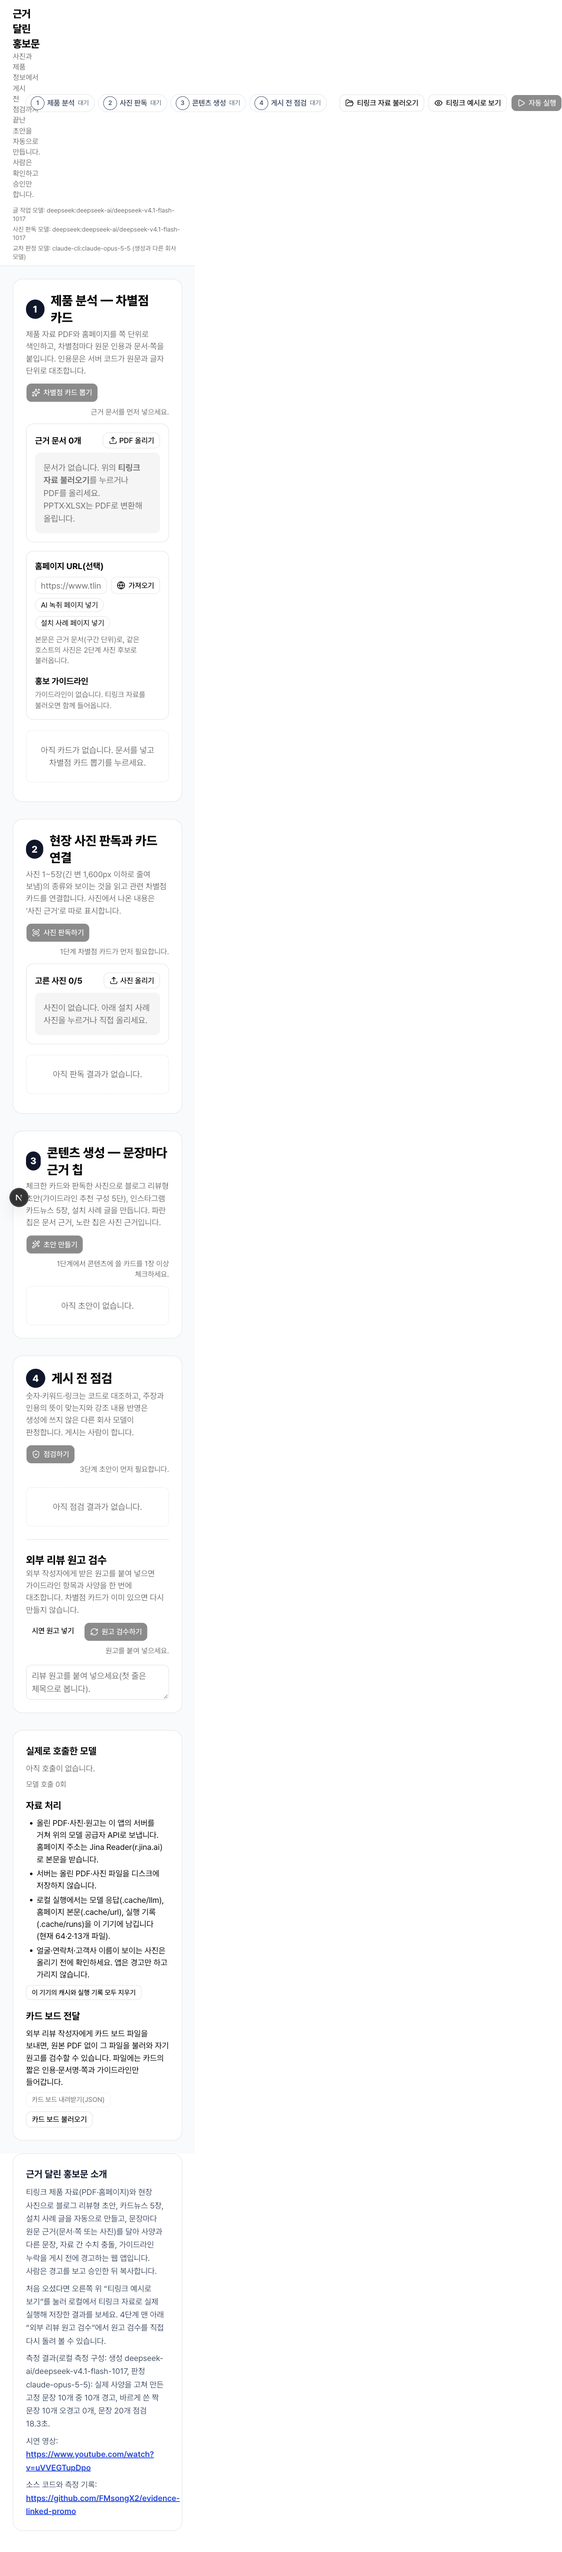 근거
달린
홍보문
사진과
제품
정보에서
게시
전
점검까지
끝난
초안을
자동으로
만듭니다.
사람은
확인하고
승인만
합니다.
1 제품 분석 대기
2 사진 판독 대기
3 콘텐츠 생성 대기
4 게시 전 점검 대기
티링크 자료 불러오기
티링크 예시로 보기
자동 실행
글 작업 모델: deepseek:deepseek-ai/deepseek-v4.1-flash-
1017
사진 판독 모델: deepseek:deepseek-ai/deepseek-v4.1-flash-
1017
교차 판정 모델: claude-cli:claude-opus-5-5 (생성과 다른 회사
모델)
1 제품 분석 — 차별점
카드
제품 자료 PDF와 홈페이지를 쪽 단위로
색인하고, 차별점마다 원문 인용과 문서·쪽을
붙입니다. 인용문은 서버 코드가 원문과 글자
단위로 대조합니다.
차별점 카드 뽑기
근거 문서를 먼저 넣으세요.
근거 문서 0개
PDF 올리기
문서가 없습니다. 위의 티링크
자료 불러오기를 누르거나
PDF를 올리세요.
PPTX·XLSX는 PDF로 변환해
올립니다.
홈페이지 URL(선택)
https://www.tlin
가져오기
AI 녹취 페이지 넣기
설치 사례 페이지 넣기
본문은 근거 문서(구간 단위)로, 같은
호스트의 사진은 2단계 사진 후보로
불러옵니다.
홍보 가이드라인
가이드라인이 없습니다. 티링크 자료를
불러오면 함께 들어옵니다.
아직 카드가 없습니다. 문서를 넣고
차별점 카드 뽑기를 누르세요.
2 현장 사진 판독과 카드
연결
사진 1~5장(긴 변 1,600px 이하로 줄여
보냄)의 종류와 보이는 것을 읽고 관련 차별점
카드를 연결합니다. 사진에서 나온 내용은
'사진 근거'로 따로 표시합니다.
사진 판독하기
1단계 차별점 카드가 먼저 필요합니다.
고른 사진 0/5
사진 올리기
사진이 없습니다. 아래 설치 사례
사진을 누르거나 직접 올리세요.
아직 판독 결과가 없습니다.
3 콘텐츠 생성 — 문장마다
근거 칩
체크한 카드와 판독한 사진으로 블로그 리뷰형
초안(가이드라인 추천 구성 5단), 인스타그램
카드뉴스 5장, 설치 사례 글을 만듭니다. 파란
칩은 문서 근거, 노란 칩은 사진 근거입니다.
N
초안 만들기
1단계에서 콘텐츠에 쓸 카드를 1장 이상
체크하세요.
아직 초안이 없습니다.
4 게시 전 점검
숫자·키워드·링크는 코드로 대조하고, 주장과
인용의 뜻이 맞는지와 강조 내용 반영은
생성에 쓰지 않은 다른 회사 모델이
판정합니다. 게시는 사람이 합니다.
점검하기
3단계 초안이 먼저 필요합니다.
아직 점검 결과가 없습니다.
외부 리뷰 원고 검수
외부 작성자에게 받은 원고를 붙여 넣으면
가이드라인 항목과 사양을 한 번에
대조합니다. 차별점 카드가 이미 있으면 다시
만들지 않습니다.
시연 원고 넣기
원고 검수하기
원고를 붙여 넣으세요.
리뷰 원고를 붙여 넣으세요(첫 줄은
제목으로 봅니다).
실제로 호출한 모델
아직 호출이 없습니다.
모델 호출 0회
자료 처리
• 올린 PDF·사진·원고는 이 앱의 서버를
거쳐 위의 모델 공급자 API로 보냅니다.
홈페이지 주소는 Jina Reader(r.jina.ai)
로 본문을 받습니다.
• 서버는 올린 PDF·사진 파일을 디스크에
저장하지 않습니다.
• 로컬 실행에서는 모델 응답(.cache/llm),
홈페이지 본문(.cache/url), 실행 기록
(.cache/runs)을 이 기기에 남깁니다
(현재 64·2·13개 파일).
• 얼굴·연락처·고객사 이름이 보이는 사진은
올리기 전에 확인하세요. 앱은 경고만 하고
가리지 않습니다.
이 기기의 캐시와 실행 기록 모두 지우기
카드 보드 전달
외부 리뷰 작성자에게 카드 보드 파일을
보내면, 원본 PDF 없이 그 파일을 불러와 자기
원고를 검수할 수 있습니다. 파일에는 카드의
짧은 인용·문서명·쪽과 가이드라인만
들어갑니다.
카드 보드 내려받기(JSON)
카드 보드 불러오기
근거 달린 홍보문 소개
티링크 제품 자료(PDF·홈페이지)와 현장
사진으로 블로그 리뷰형 초안, 카드뉴스 5장,
설치 사례 글을 자동으로 만들고, 문장마다
원문 근거(문서·쪽 또는 사진)를 달아 사양과
다른 문장, 자료 간 수치 충돌, 가이드라인
누락을 게시 전에 경고하는 웹 앱입니다.
사람은 경고를 보고 승인한 뒤 복사합니다.
처음 오셨다면 오른쪽 위 "티링크 예시로
보기"를 눌러 로컬에서 티링크 자료로 실제
실행해 저장한 결과를 보세요. 4단계 맨 아래
"외부 리뷰 원고 검수"에서 원고 검수를 직접
다시 돌려 볼 수 있습니다.
측정 결과(로컬 측정 구성: 생성 deepseek-
ai/deepseek-v4.1-flash-1017, 판정
claude-opus-5-5): 실제 사양을 고쳐 만든
고정 문장 10개 중 10개 경고, 바르게 쓴 짝
문장 10개 오경고 0개, 문장 20개 점검
18.3초.
시연 영상:
https://www.youtube.com/watch?
v=uVVEGTupDpo
소스 코드와 측정 기록:
https://github.com/FMsongX2/evidence-
linked-promo